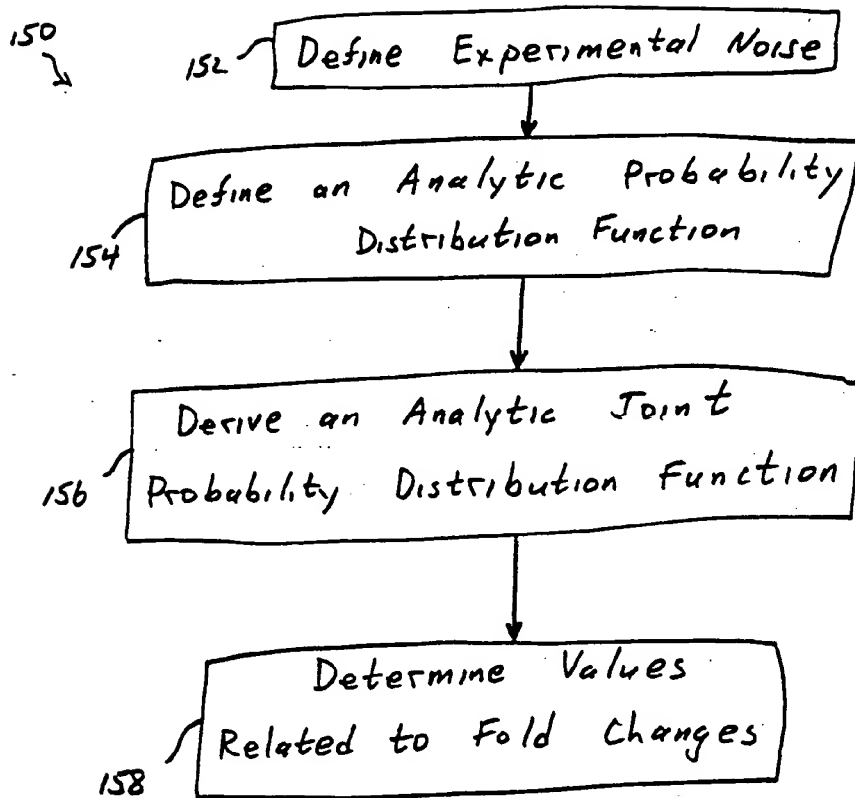 150
152
Define Experimental Noise
154
Define an Analytic Probability
Distribution Function
156
Derive an Analytic Joint
Probability Distribution Function
158
Determine Values
Related to Fold Changes